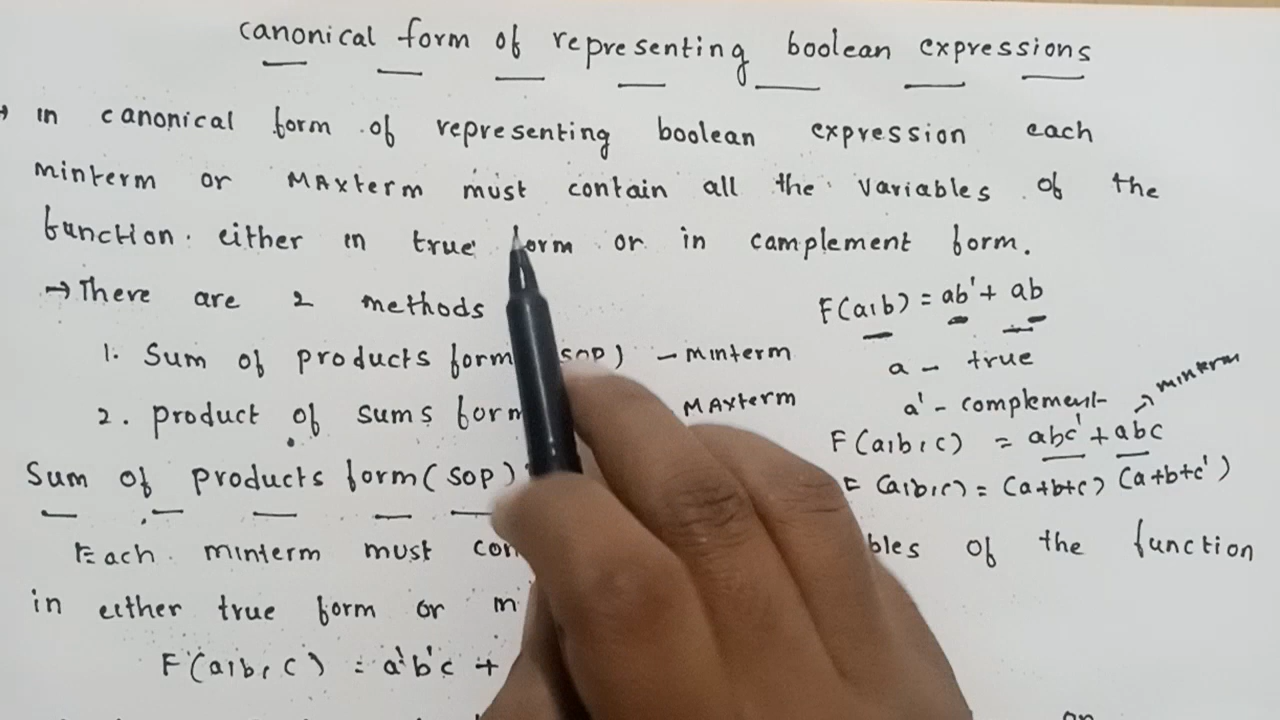 canonical form of representing boolean expressions
→ in canonical form of representing boolean expression each
minterm or MAxterm must contain all the variables of the
function either in true form or in camplement form.
→ There are 2 methods
F(a,b) = ab' + ab
1. Sum of products form (SOP) - minterm
a - true
2. product of sums form MAxterm
a' - complement
minterm
F(a,b,c) = abc' + abc
Sum of products form (SOP)
F(a,b,c) = (a+b+c) (a+b+c')
Each minterm must of the function
in either true form or in
F(a,b,c) = a'b'c +